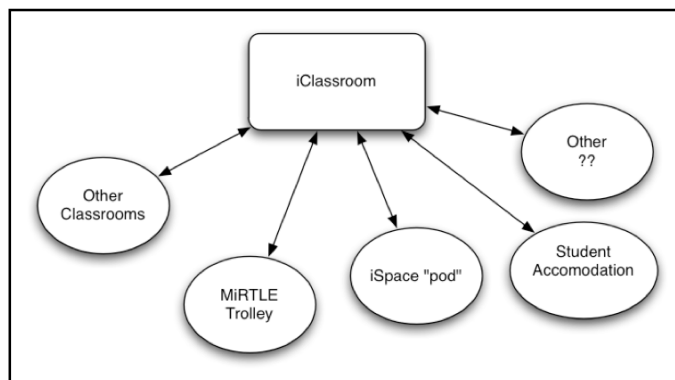 iClassroom
Other
??
Other
Classrooms
MiRTLE
Trolley
iSpace "pod"
Student
Accomodation